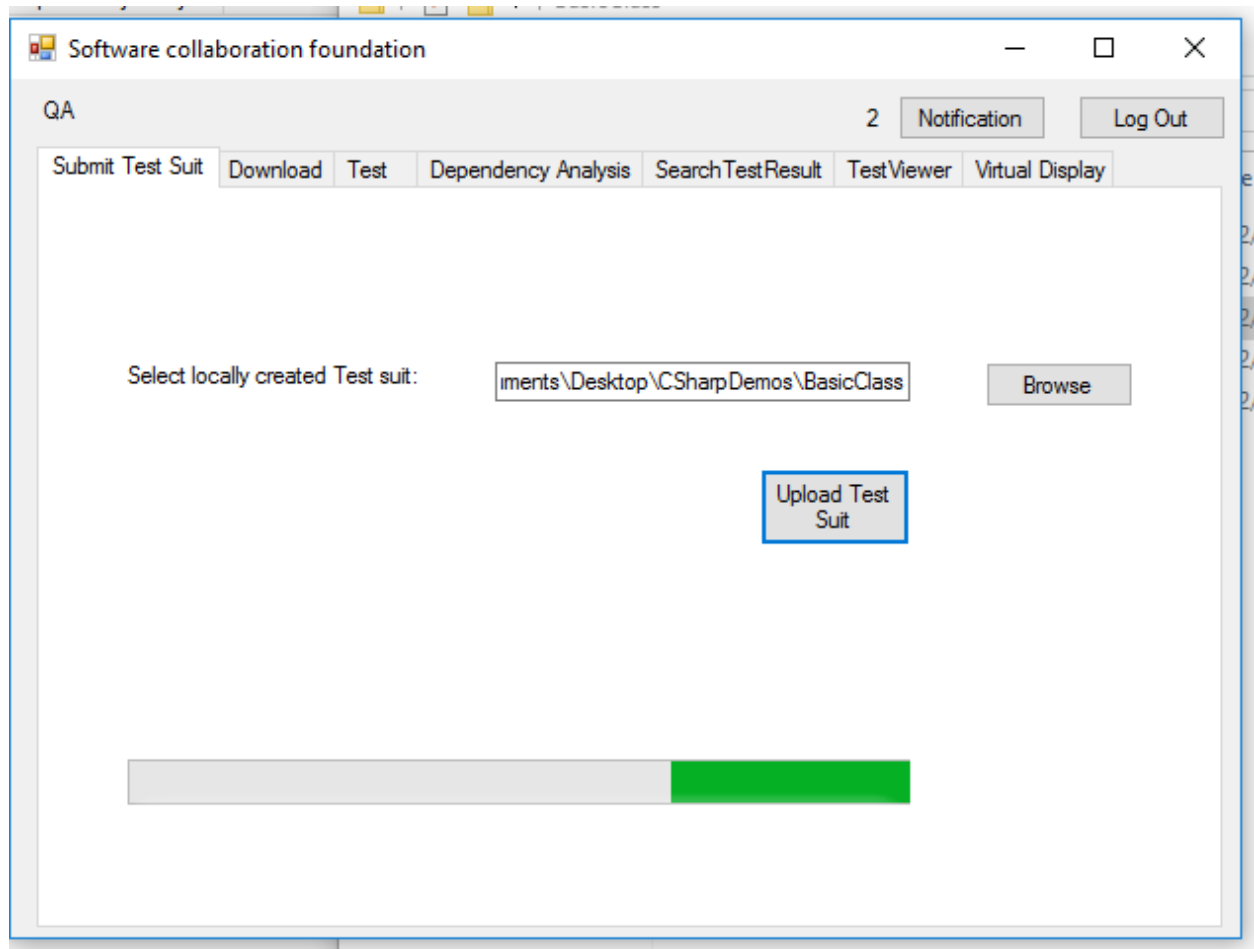 Software collaboration foundation
QA
2 Notification Log Out
Submit Test Suit Download Test Dependency Analysis SearchTestResult TestViewer Virtual Display
Select locally created Test suit: ments\Desktop\CSharpDemos\BasicClass Browse
Upload Test
Suit